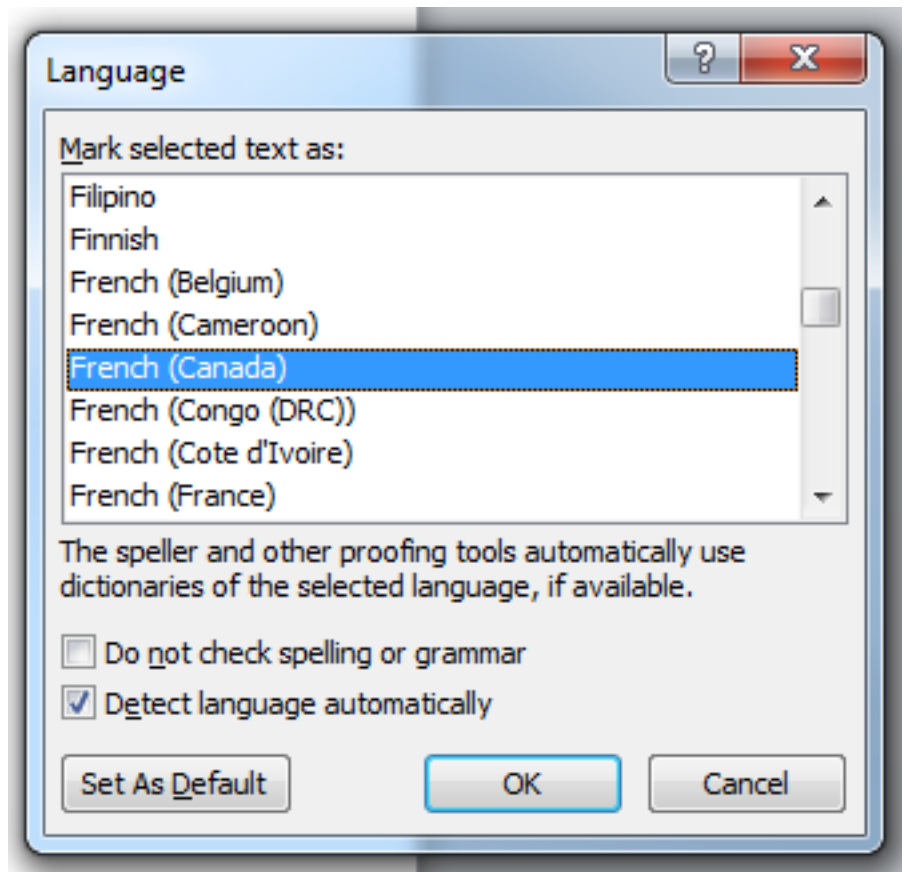 Language
Mark selected text as:
Filipino
Finnish
French (Belgium)
French (Cameroon)
French (Canada)
French (Congo (DRC))
French (Cote d'Ivoire)
French (France)
The speller and other proofing tools automatically use
dictionaries of the selected language, if available.
Do not check spelling or grammar
Detect language automatically
Set As Default OK Cancel